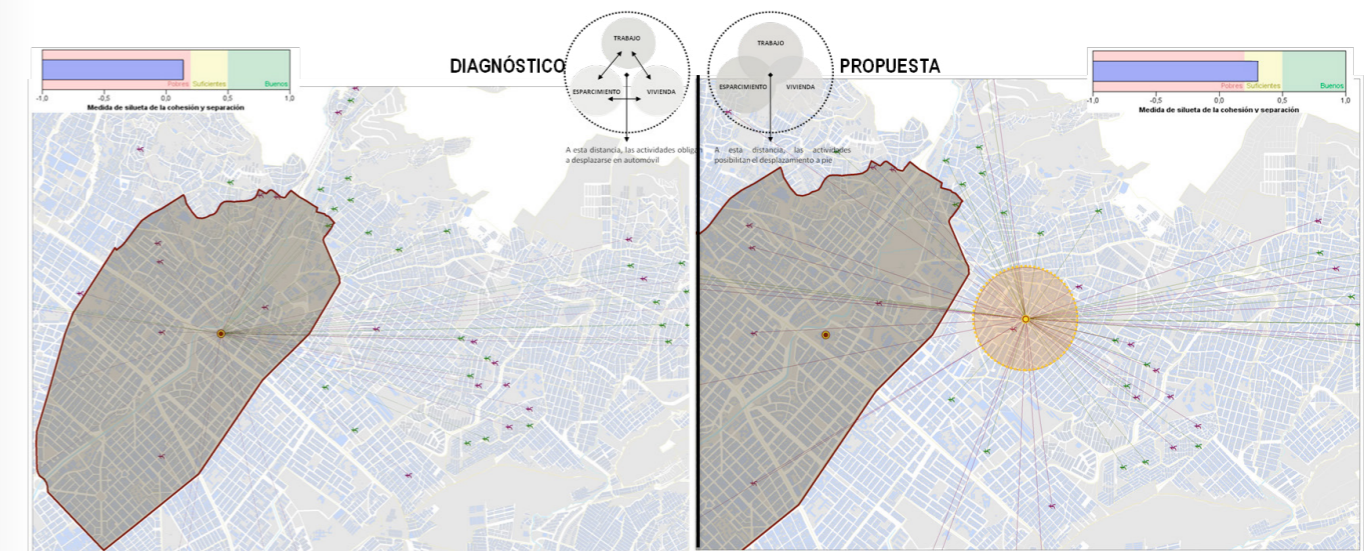 DIAGNÓSTICO
PROPUESTA
TRABAJO
ESPARCIMIENTO
VIVIENDA
TRABAJO
ESPARCIMIENTO
VIVIENDA
Pobres
Suficientes
Buenos
-1,0
-0,5
0,0
0,5
1,0
Medida de silueta de la cohesión y separación
Pobres
Suficientes
Buenos
-1,0
-0,5
0,0
0,5
1,0
Medida de silueta de la cohesión y separación
A esta distancia, las actividades obligan
a desplazarse en automóvil
A esta distancia, las actividades
posibilitan el desplazamiento a pie